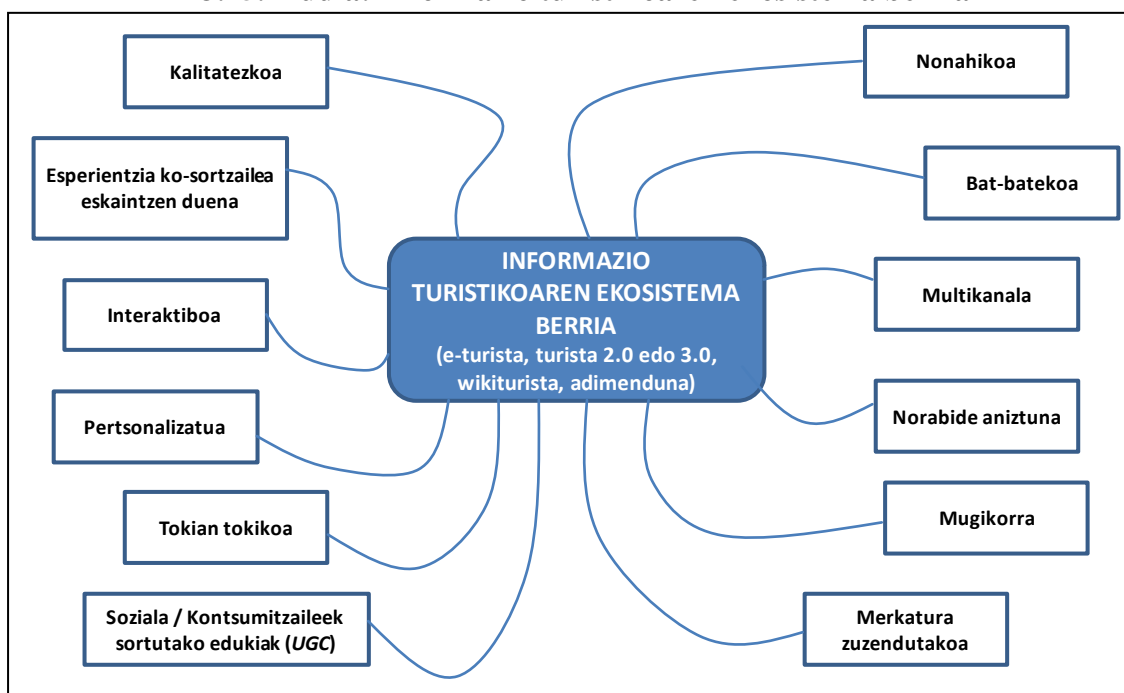 Kalitatezkoa
Esperientzia ko-sortzailea
eskaintzen duena
Interaktiboa
Pertsonalizatua
Tokian tokikoa
Soziala / Kontsumitzaileek
sortutako edukiak (UGC)
INFORMAZIO
TURISTIKOAREN EKOSISTEMA
BERRIA
(e-turista, turista 2.0 edo 3.0,
wikiturista, adimenduna)
Nonahikoa
Bat-batekoa
Multikanala
Norabide aniztuna
Mugikorra
Merkatura
zuzendutakoa